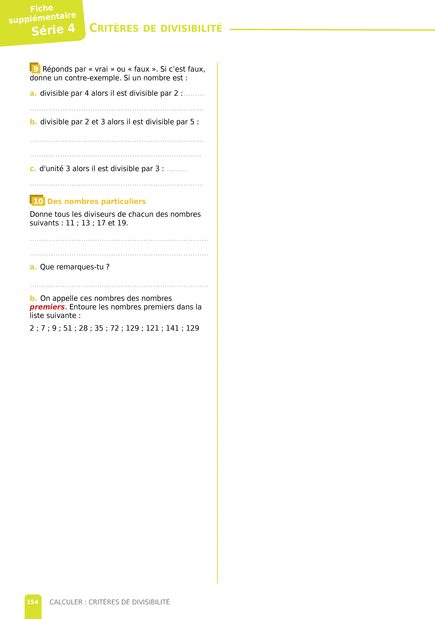 Fiche
supplémentaire
Série 4
CRITÈRES DE DIVISIBILITÉ
9 Réponds par « vrai » ou « faux ». Si c'est faux,
donne un contre-exemple. Si un nombre est :
a. divisible par 4 alors il est divisible par 2 :.........
b. divisible par 2 et 3 alors il est divisible par 5 :
c. d'unité 3 alors il est divisible par 3 : .........
10 Des nombres particuliers
Donne tous les diviseurs de chacun des nombres
suivants : 11 ; 13 ; 17 et 19.
a. Que remarques-tu ?
b. On appelle ces nombres des nombres
premiers. Entoure les nombres premiers dans la
liste suivante :
2 ; 7 ; 9 ; 51 ; 28 ; 35 ; 72 ; 129 ; 121 ; 141 ; 129
154 CALCULER : CRITÈRES DE DIVISIBILITÉ